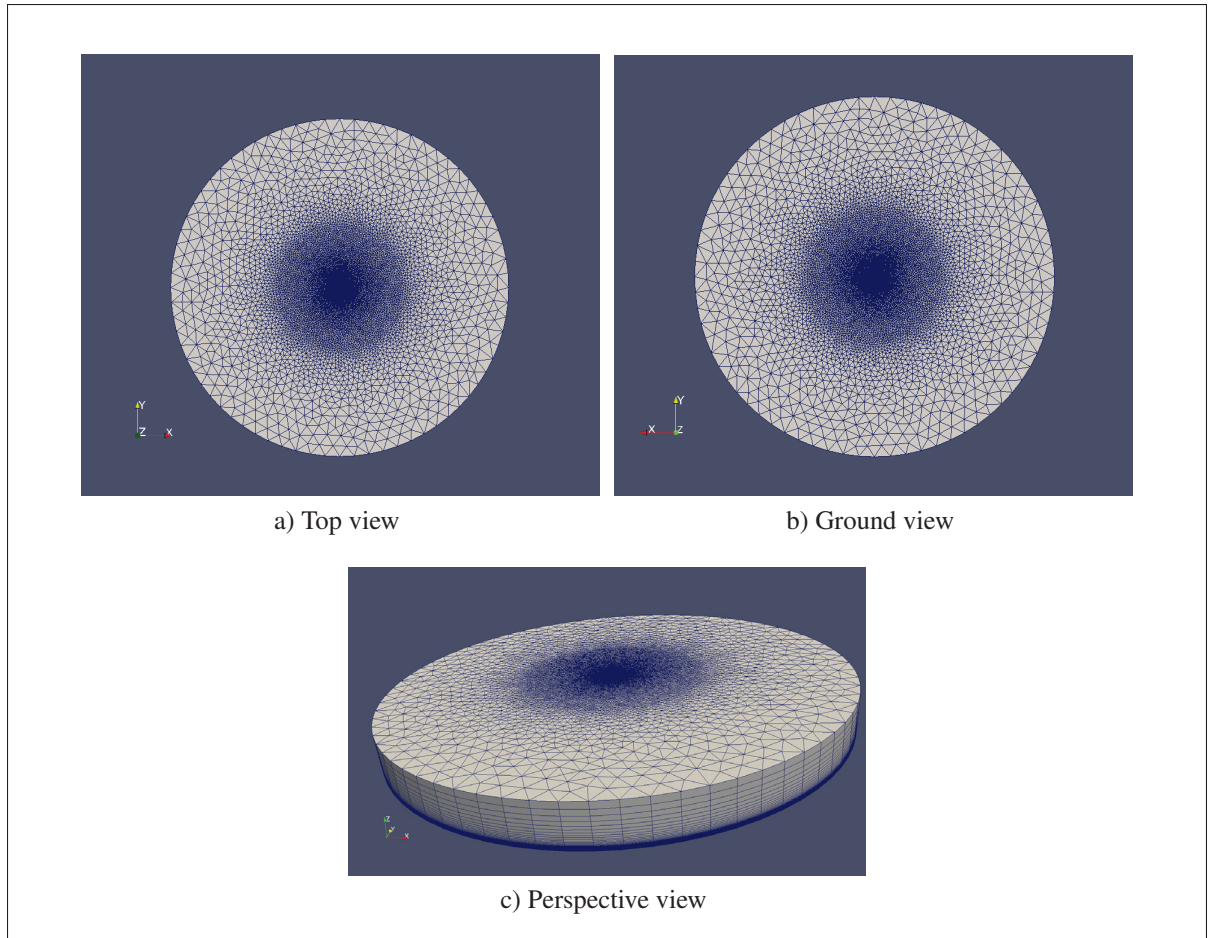 Y
Z X
a) Top view
Y
X Z
b) Ground view
Z
Y
X
c) Perspective view